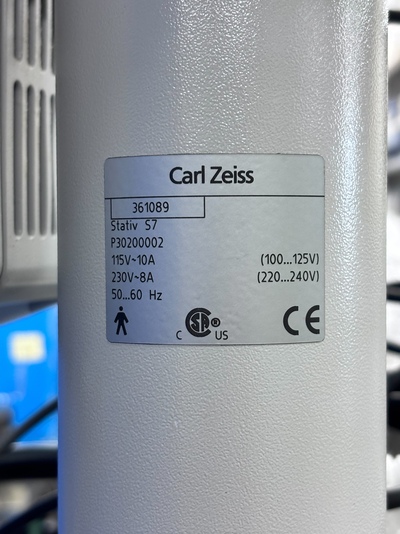 Carl Zeiss
361089
Stativ S7
P30200002
115V~10A (100...125V)
230V~8A (220...240V)
50...60 Hz
C SA ® US CE